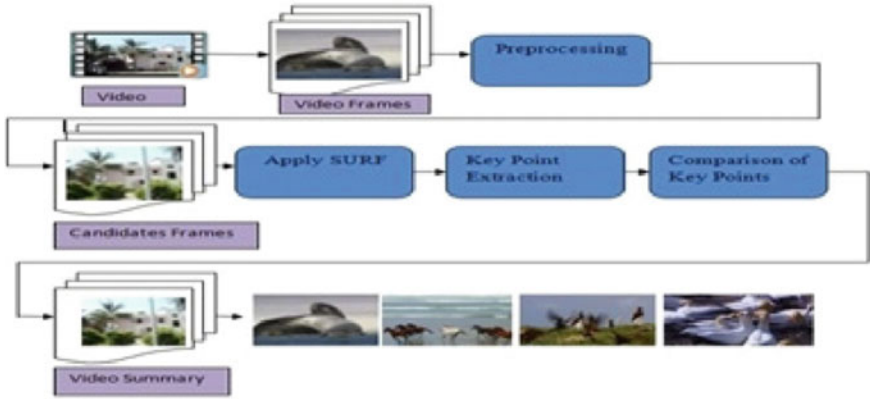 Preprocessing
Video
Video Frames
Apply SURF
Key Point
Extraction
Comparison of
Key Points
Candidates Frames
Video Summary